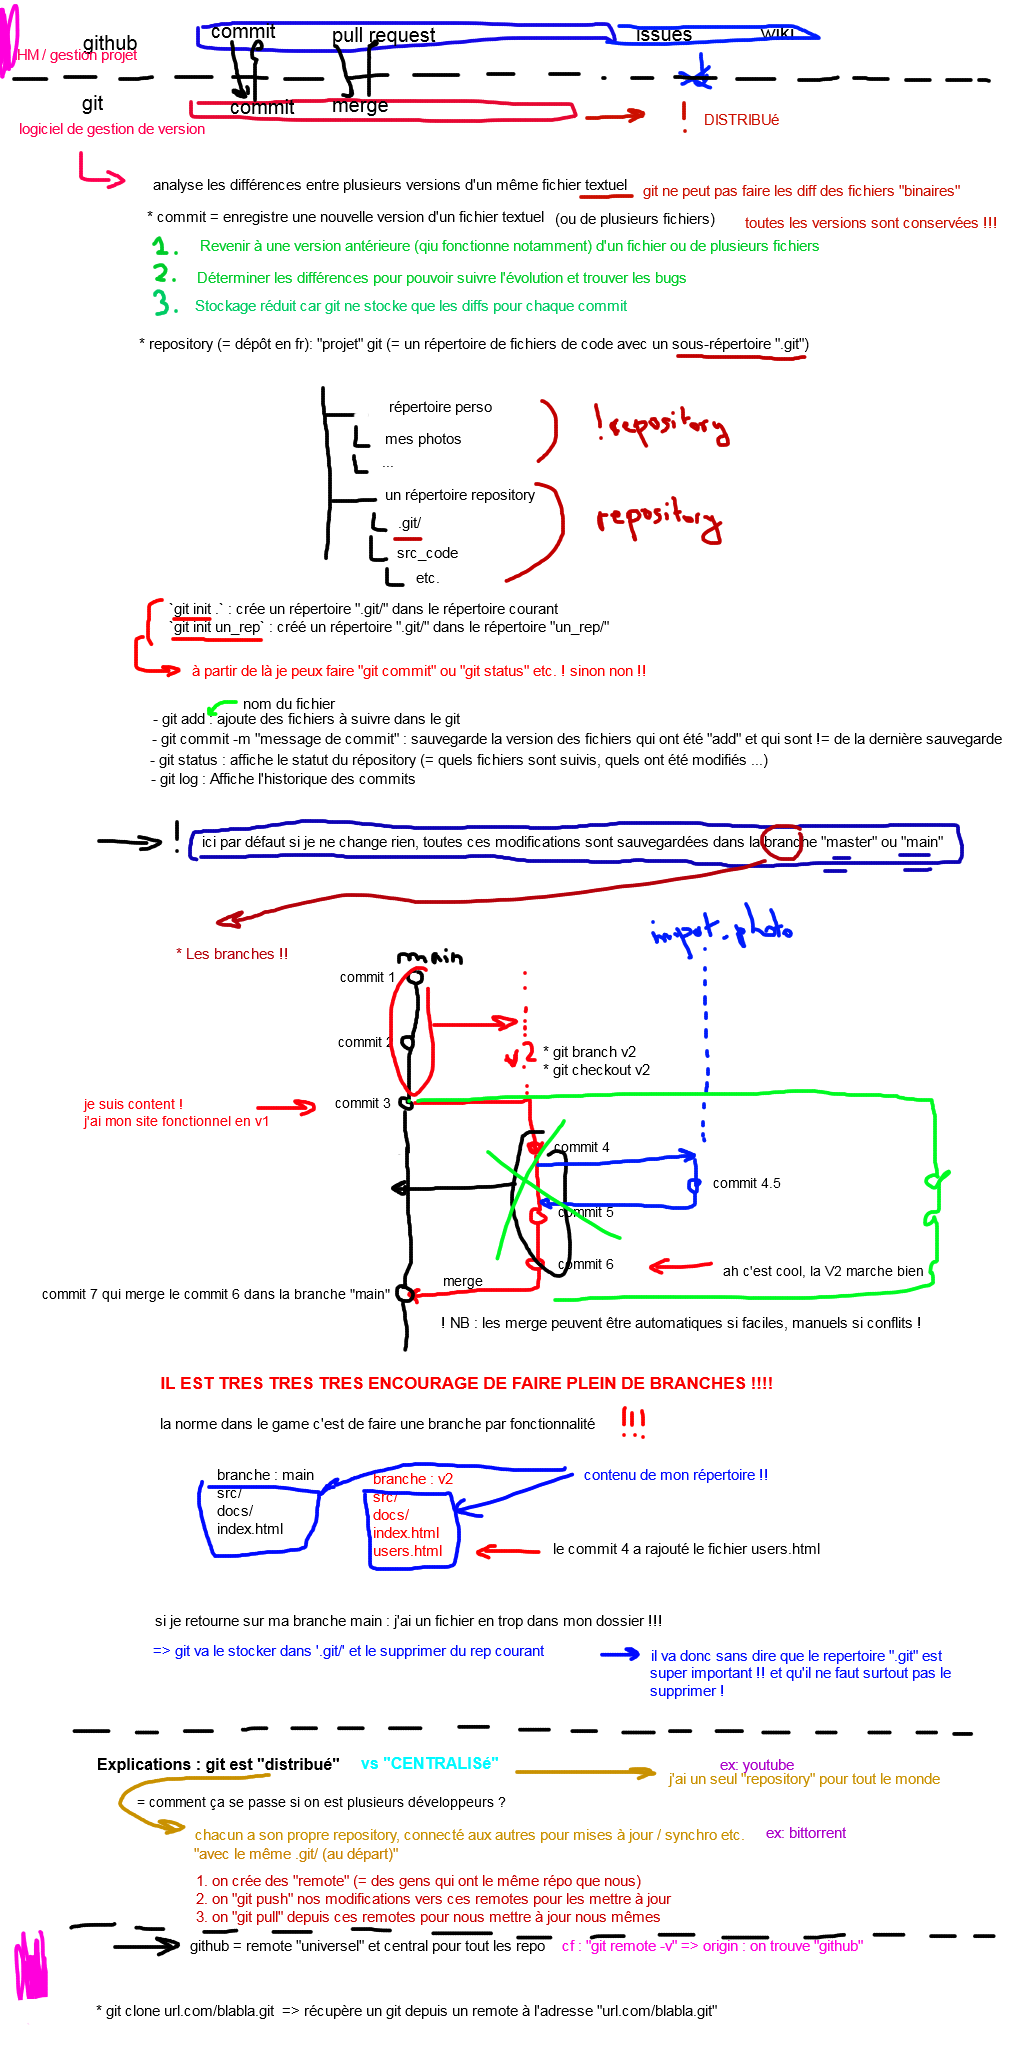 commit
pull request
issues
wiki
github
IHM / gestion projet
git
commit
merge
logiciel de gestion de version
! DISTRIBUé
analyse les différences entre plusieurs versions d'un même fichier textuel
git ne peut pas faire les diff des fichiers "binaires"
* commit = enregistre une nouvelle version d'un fichier textuel (ou de plusieurs fichiers)
toutes les versions sont conservées !!!
1. Revenir à une version antérieure (qiu fonctionne notamment) d'un fichier ou de plusieurs fichiers
2. Déterminer les différences pour pouvoir suivre l'évolution et trouver les bugs
3. Stockage réduit car git ne stocke que les diffs pour chaque commit
* repository (= dépôt en fr): "projet" git (= un répertoire de fichiers de code avec un sous-répertoire ".git")
répertoire perso
mes photos
...
! repository
un répertoire repository
.git/
src_code
etc.
repository
`git init .` : crée un répertoire ".git/" dans le répertoire courant
`git init un_rep` : créé un répertoire ".git/" dans le répertoire "un_rep/"
à partir de là je peux faire "git commit" ou "git status" etc. ! sinon non !!
nom du fichier
- git add : ajoute des fichiers à suivre dans le git
- git commit -m "message de commit" : sauvegarde la version des fichiers qui ont été "add" et qui sont != de la dernière sauvegarde
- git status : affiche le statut du répository (= quels fichiers sont suivis, quels ont été modifiés ...)
- git log : Affiche l'historique des commits
! ici par défaut si je ne change rien, toutes ces modifications sont sauvegardées dans la branche "master" ou "main"
* Les branches !!
main
import.photo
commit 1
commit 2
v2
* git branch v2
* git checkout v2
commit 3
je suis content !
j'ai mon site fonctionnel en v1
commit 4
commit 4.5
commit 5
commit 6
ah c'est cool, la V2 marche bien
merge
commit 7 qui merge le commit 6 dans la branche "main"
! NB : les merge peuvent être automatiques si faciles, manuels si conflits !
IL EST TRES TRES TRES ENCOURAGE DE FAIRE PLEIN DE BRANCHES !!!!
la norme dans le game c'est de faire une branche par fonctionnalité !!!
branche : main
src/
docs/
index.html
branche : v2
src/
docs/
index.html
users.html
contenu de mon répertoire !!
le commit 4 a rajouté le fichier users.html
si je retourne sur ma branche main : j'ai un fichier en trop dans mon dossier !!!
=> git va le stocker dans '.git/' et le supprimer du rep courant
il va donc sans dire que le repertoire ".git" est
super important !! et qu'il ne faut surtout pas le
supprimer !
Explications : git est "distribué" vs "CENTRALISé"
ex: youtube
j'ai un seul "repository" pour tout le monde
= comment ça se passe si on est plusieurs développeurs ?
chacun a son propre repository, connecté aux autres pour mises à jour / synchro etc.
ex: bittorrent
"avec le même .git/ (au départ)"
1. on crée des "remote" (= des gens qui ont le même répo que nous)
2. on "git push" nos modifications vers ces remotes pour les mettre à jour
3. on "git pull" depuis ces remotes pour nous mettre à jour nous mêmes
github = remote "universel" et central pour tout les repo
cf : "git remote -v" => origin : on trouve "github"
* git clone url.com/blabla.git => récupère un git depuis un remote à l'adresse "url.com/blabla.git"